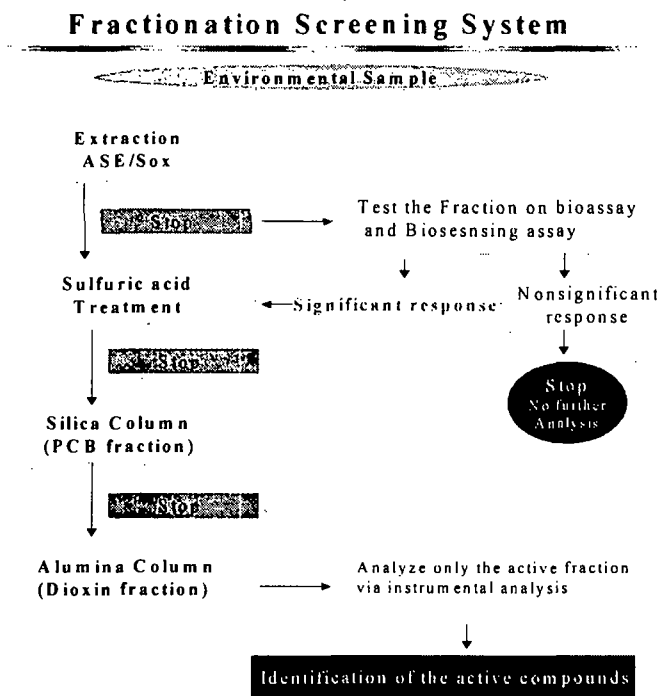 Fractionation Screening System
Environmental Sample
Extraction
ASE/Sox
Stop
Test the Fraction on bioassay
and Biosesnsing assay
Sulfuric acid
Treatment
Significant response
Nonsignificant
response
Stop
Stop
No further
Analysis
Silica Column
(PCB fraction)
Stop
Alumina Column
(Dioxin fraction)
Analyze only the active fraction
via instrumental analysis
Identification of the active compounds